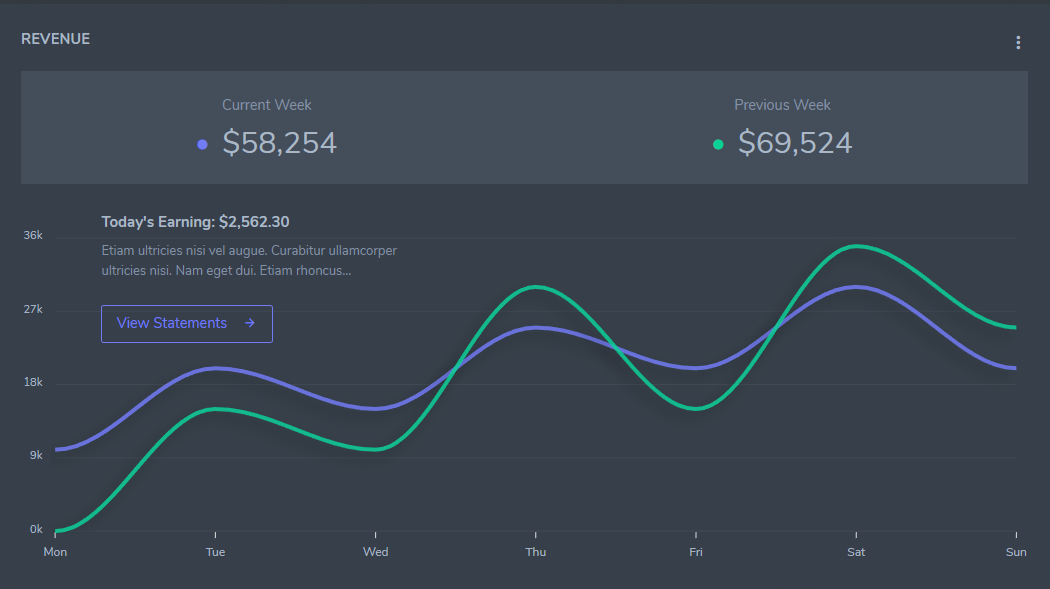 REVENUE
Current Week
Previous Week
$58,254
$69,524
Today's Earning: $2,562.30
Etiam ultricies nisi vel augue. Curabitur ullamcorper
ultricies nisi. Nam eget dui. Etiam rhoncus...
View Statements
36k
27k
18k
9k
0k
Mon
Tue
Wed
Thu
Fri
Sat
Sun